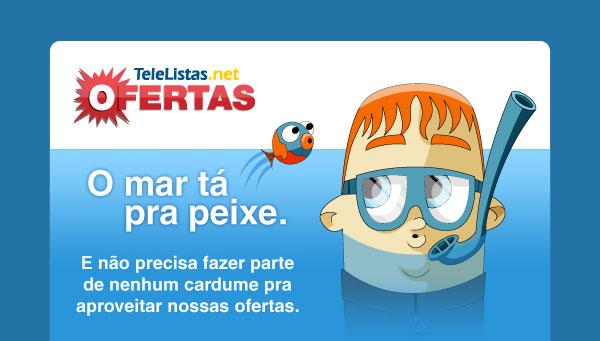 TeleListas.net
OFERTAS
O mar tá
pra peixe.
E não precisa fazer parte
de nenhum cardume pra
aproveitar nossas ofertas.